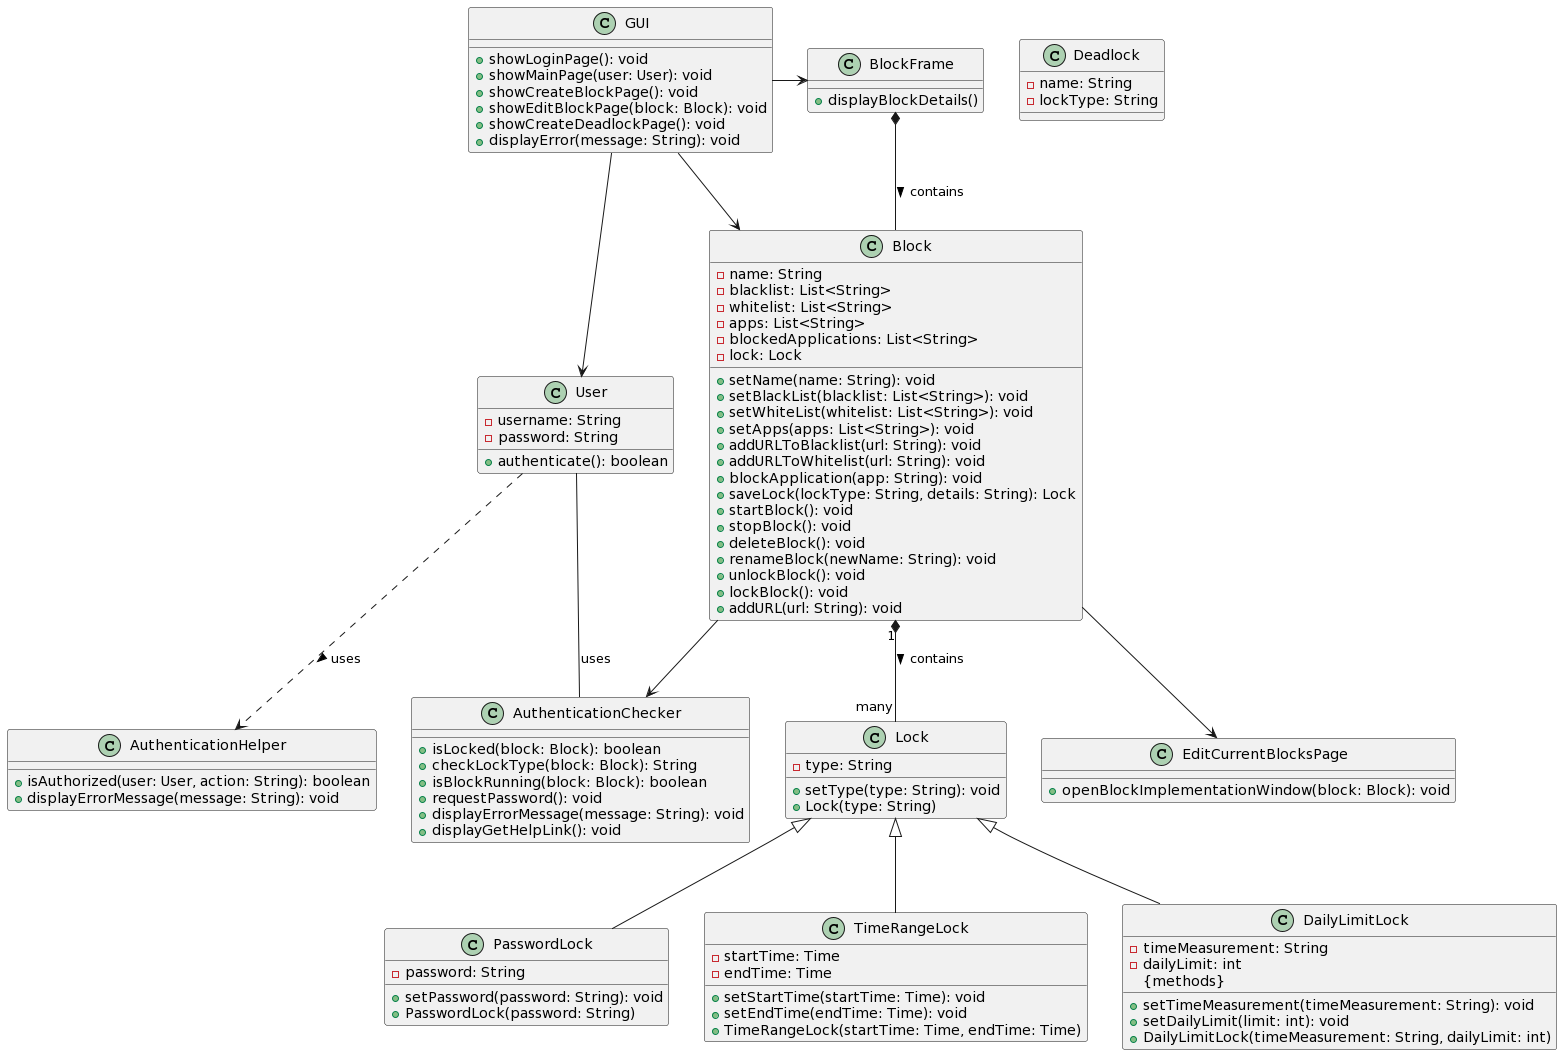 C GUI
showLoginPage(): void
showMainPage(user: User): void
showCreateBlockPage(): void
showEditBlockPage(block: Block): void
showCreateDeadlockPage(): void
displayError(message: String): void
C BlockFrame
displayBlockDetails()
C Deadlock
name: String
lockType: String
contains
C Block
name: String
blacklist: List<String>
whitelist: List<String>
apps: List<String>
blockedApplications: List<String>
lock: Lock
setName(name: String): void
setBlackList(blacklist: List<String>): void
setWhiteList(whitelist: List<String>): void
setApps(apps: List<String>): void
addURLToBlacklist(url: String): void
addURLToWhitelist(url: String): void
blockApplication(app: String): void
saveLock(lockType: String, details: String): Lock
startBlock(): void
stopBlock(): void
deleteBlock(): void
renameBlock(newName: String): void
unlockBlock(): void
lockBlock(): void
addURL(url: String): void
C User
username: String
password: String
authenticate(): boolean
uses
uses
1
contains
many
C AuthenticationHelper
isAuthorized(user: User, action: String): boolean
displayErrorMessage(message: String): void
C AuthenticationChecker
isLocked(block: Block): boolean
checkLockType(block: Block): String
isBlockRunning(block: Block): boolean
requestPassword(): void
displayErrorMessage(message: String): void
displayGetHelpLink(): void
C Lock
type: String
setType(type: String): void
Lock(type: String)
C EditCurrentBlocksPage
openBlockImplementationWindow(block: Block): void
C PasswordLock
password: String
setPassword(password: String): void
PasswordLock(password: String)
C TimeRangeLock
startTime: Time
endTime: Time
setStartTime(startTime: Time): void
setEndTime(endTime: Time): void
TimeRangeLock(startTime: Time, endTime: Time)
C DailyLimitLock
timeMeasurement: String
dailyLimit: int
{methods}
setTimeMeasurement(timeMeasurement: String): void
setDailyLimit(limit: int): void
DailyLimitLock(timeMeasurement: String, dailyLimit: int)